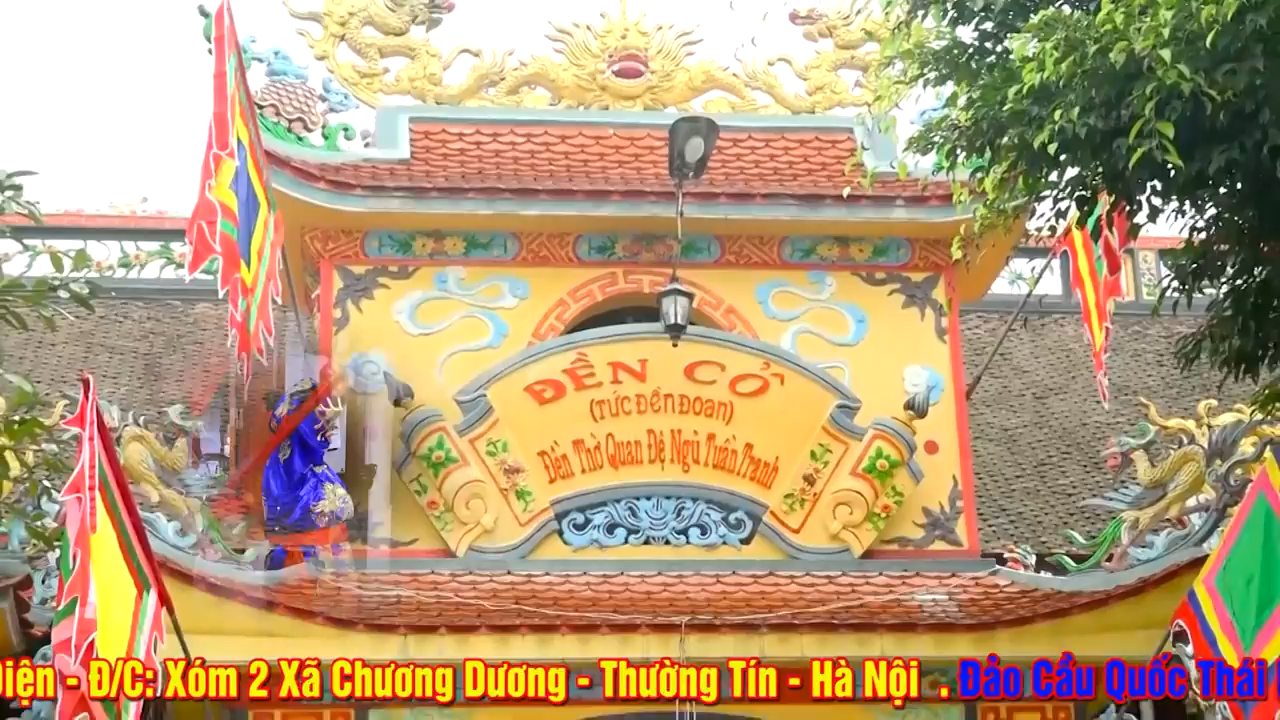 ĐỀN CỔ
(TỨC ĐỀN ĐOAN)
Đền Thờ Quan Đệ Ngũ Tuần Tranh
Diện - Đ/C: Xóm 2 Xã Chương Dương - Thường Tín - Hà Nội . Đảo Cầu Quốc Thái